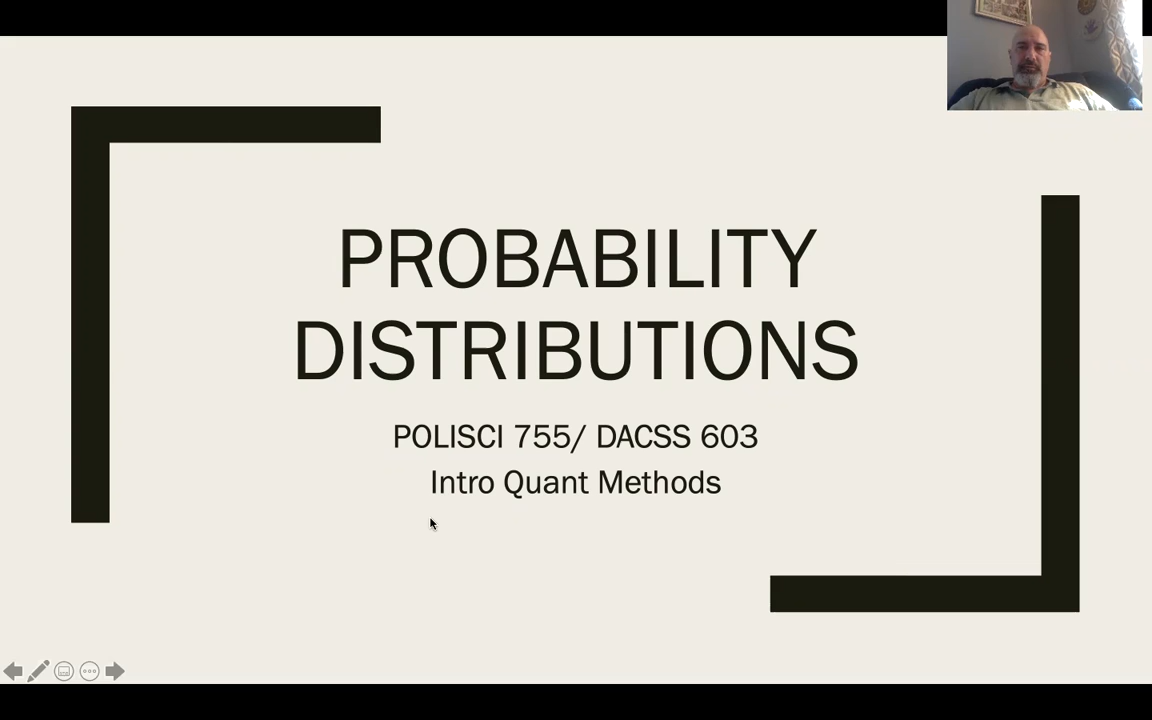 PROBABILITY
DISTRIBUTIONS
POLISCI 755/ DACSS 603
Intro Quant Methods